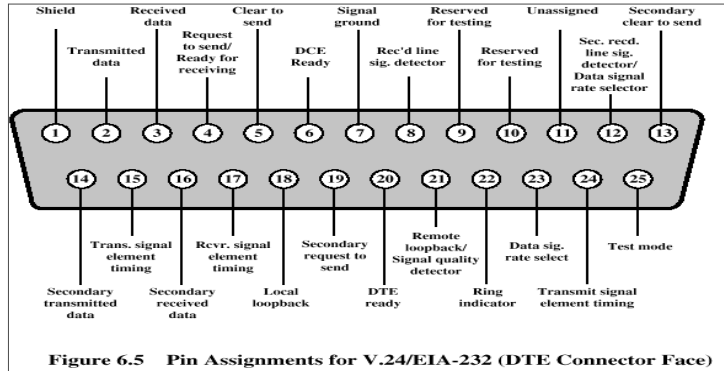 Shield
Transmitted
data
Received
data
Request
to send/
Ready for
receiving
Clear to
send
DCE
Ready
Signal
ground
Rec'd line
sig. detector
Reserved
for testing
Reserved
for testing
Unassigned
Sec. recd.
line sig.
detector/
Data signal
rate selector
Secondary
clear to send
1 2 3 4 5 6 7 8 9 10 11 12 13
14 15 16 17 18 19 20 21 22 23 24 25
Secondary
transmitted
data
Trans. signal
element
timing
Secondary
received
data
Rcvr. signal
element
timing
Local
loopback
Secondary
request to
send
DTE
ready
Remote
loopback/
Signal quality
detector
Ring
indicator
Data sig.
rate select
Transmit signal
element timing
Test mode
Figure 6.5 Pin Assignments for V.24/EIA-232 (DTE Connector Face)